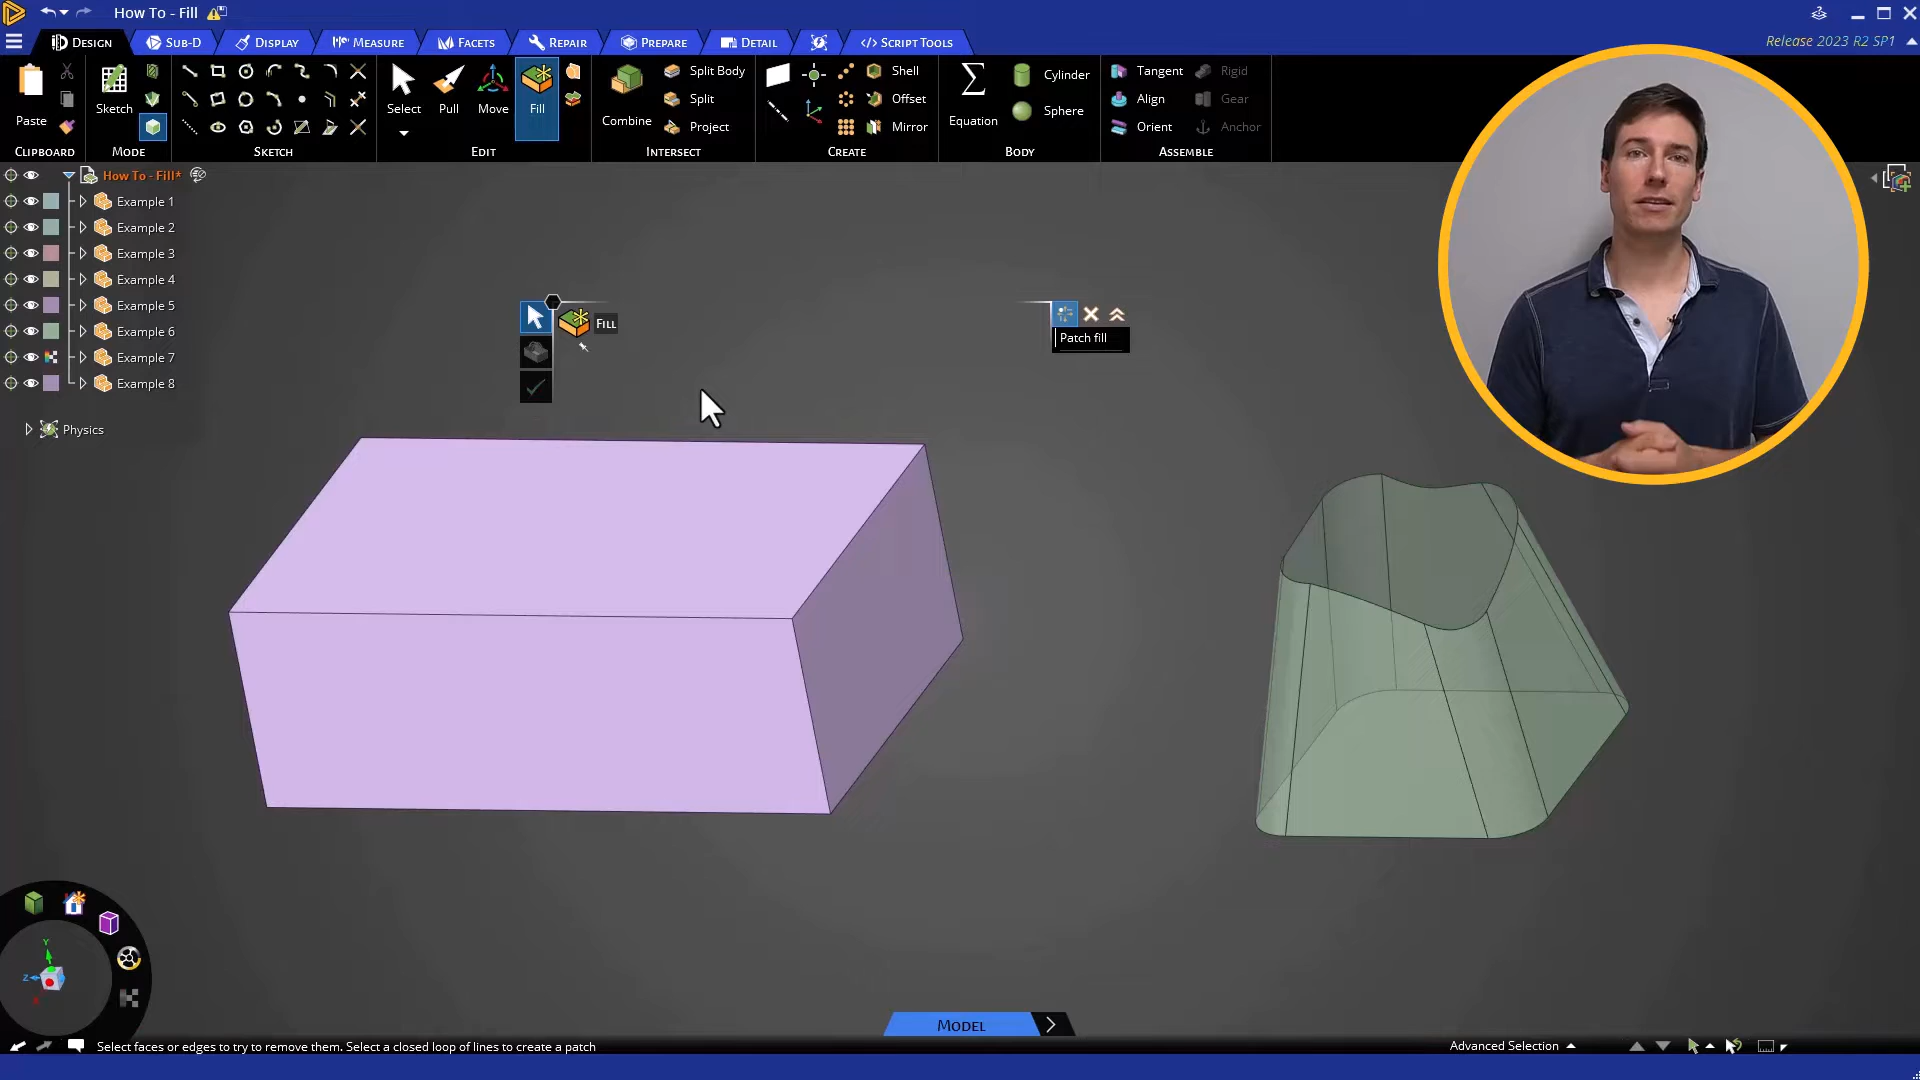 How To - Fill
Release 2023 R2 SP1
Design
Sub-D
Display
Measure
Facets
Repair
Prepare
Detail
</> Script Tools
Paste
Clipboard
Sketch
Mode
Sketch
Select
Pull
Move
Fill
Edit
Combine
Split Body
Split
Project
Intersect
Shell
Offset
Mirror
Create
Equation
Cylinder
Sphere
Body
Tangent
Align
Orient
Rigid
Gear
Anchor
Assemble
How To - Fill*
Example 1
Example 2
Example 3
Example 4
Example 5
Example 6
Example 7
Example 8
Physics
Fill
Patch fill
Y
Z
X
Model
Select faces or edges to try to remove them. Select a closed loop of lines to create a patch
Advanced Selection